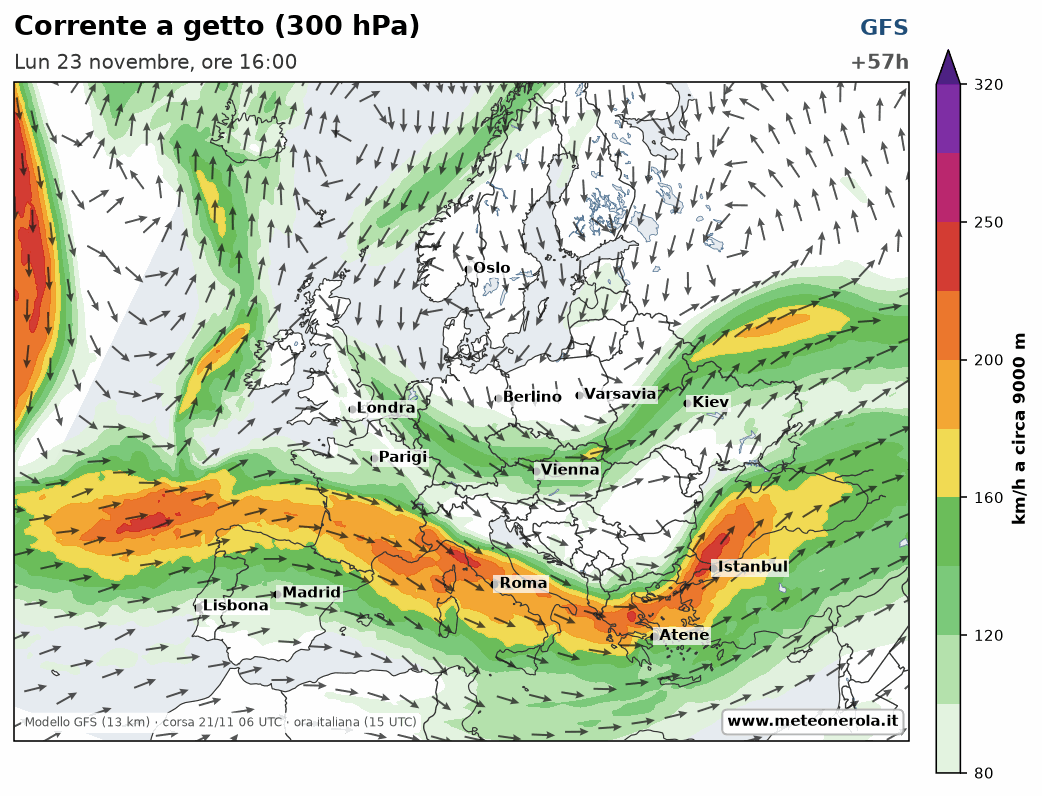 Corrente a getto (300 hPa)
GFS
Lun 23 novembre, ore 16:00
+57h
320
250
200
160
120
80
km/h a circa 9000 m
Oslo
Londra
Berlino
Varsavia
Kiev
Parigi
Vienna
Istanbul
Roma
Madrid
Lisbona
Atene
Modello GFS (13 km) · corsa 21/11 06 UTC · ora italiana (15 UTC)
www.meteonerola.it